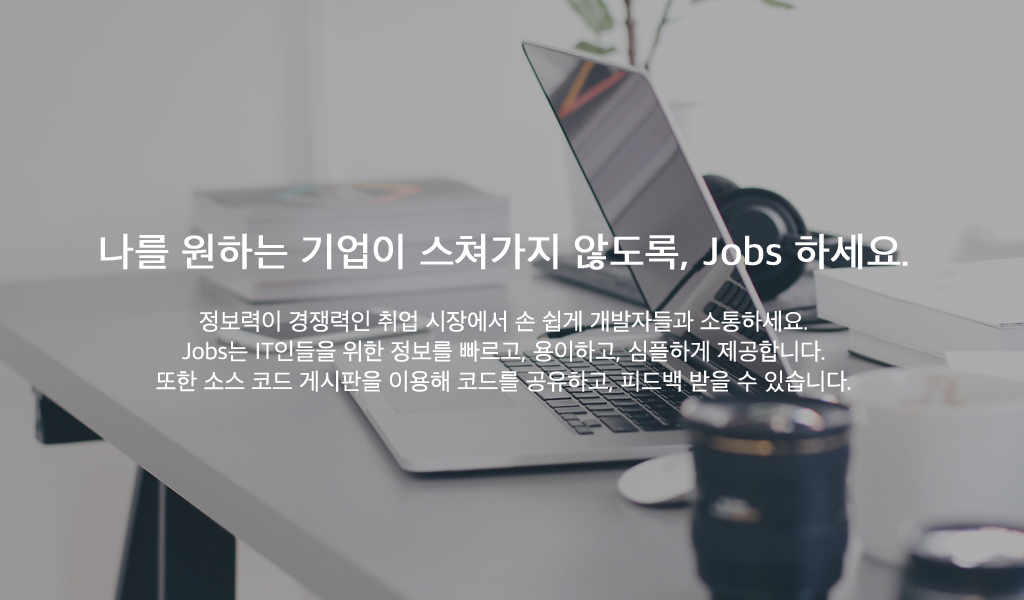 나를 원하는 기업이 스쳐가지 않도록, Jobs 하세요.
정보력이 경쟁력인 취업 시장에서 손 쉽게 개발자들과 소통하세요.
Jobs는 IT인들을 위한 정보를 빠르고, 용이하고, 심플하게 제공합니다.
또한 소스 코드 게시판을 이용해 코드를 공유하고, 피드백 받을 수 있습니다.